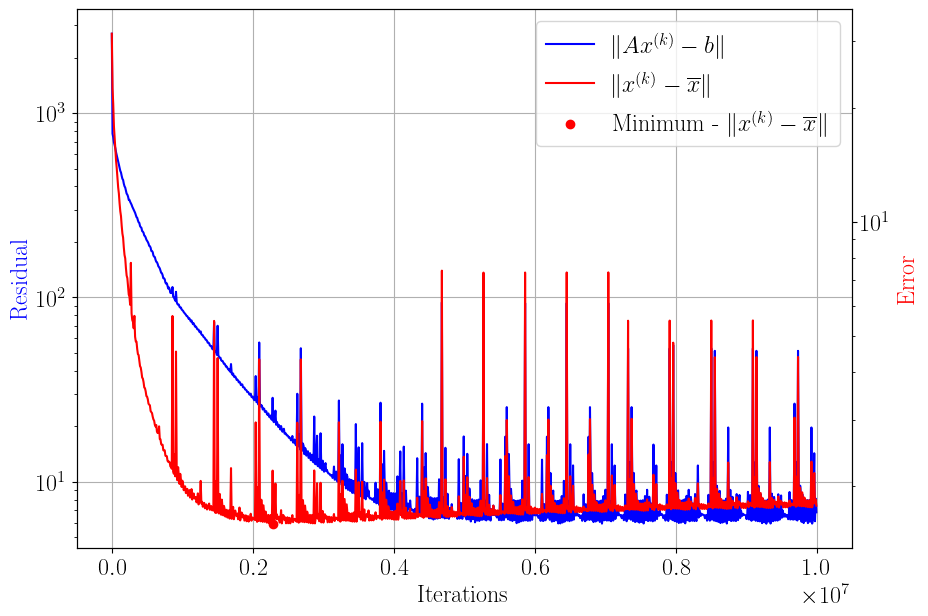 ‖Ax^{(k)} − b‖
‖x^{(k)} − x̅‖
Minimum - ‖x^{(k)} − x̅‖
10^3
10^2
10^1
Residual
10^1
Error
0.0 0.2 0.4 0.6 0.8 1.0
×10^7
Iterations